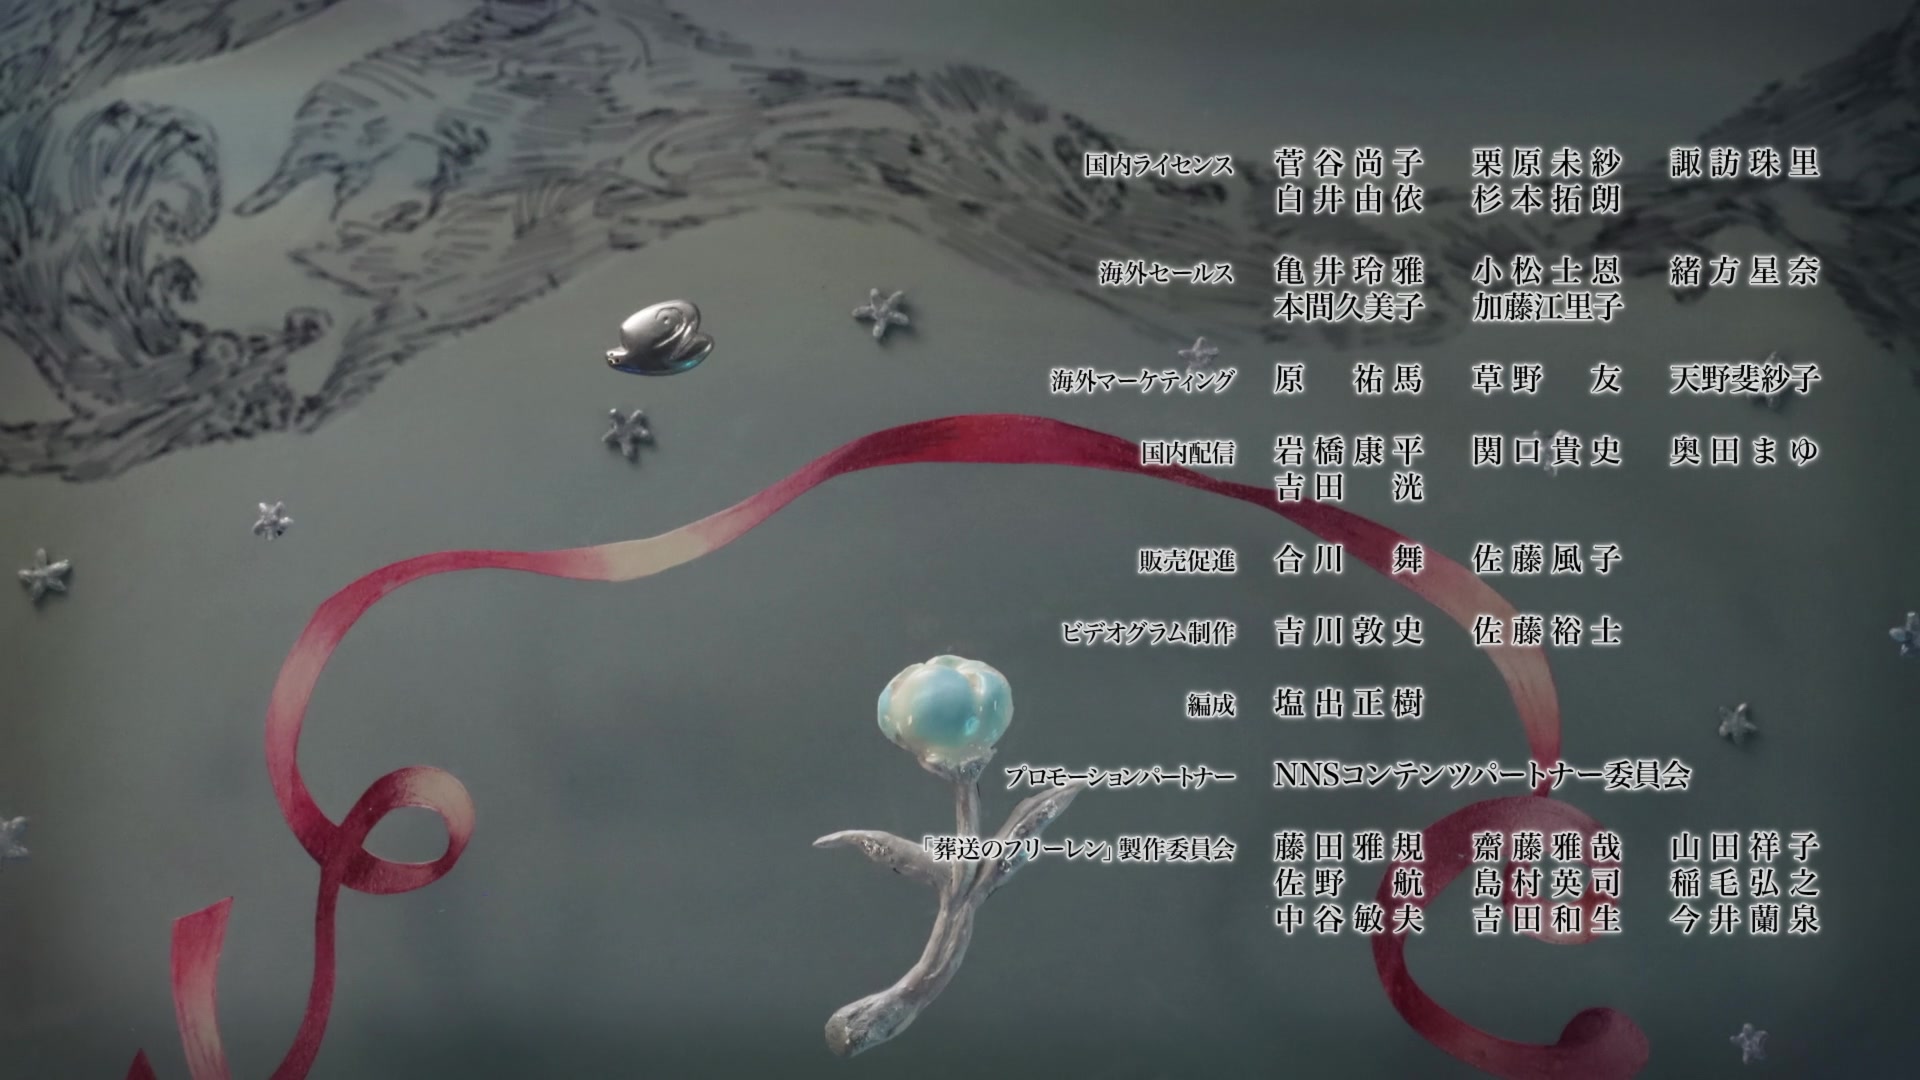 国内ライセンス 菅谷尚子 栗原未紗 諏訪珠里
白井由依 杉本拓朗
海外セールス 亀井玲雅 小松士恩 緒方星奈
本間久美子 加藤江里子
海外マーケティング 原 祐馬 草野 友 天野斐紗子
国内配信 岩橋康平 関口貴史 奥田まゆ
吉田 洸
販売促進 合川 舞 佐藤風子
ビデオグラム制作 吉川敦史 佐藤裕士
編成 塩出正樹
プロモーションパートナー NNSコンテンツパートナー委員会
「葬送のフリーレン」製作委員会 藤田雅規 齋藤雅哉 山田祥子
佐野 航 島村英司 稲毛弘之
中谷敏夫 吉田和生 今井蘭泉